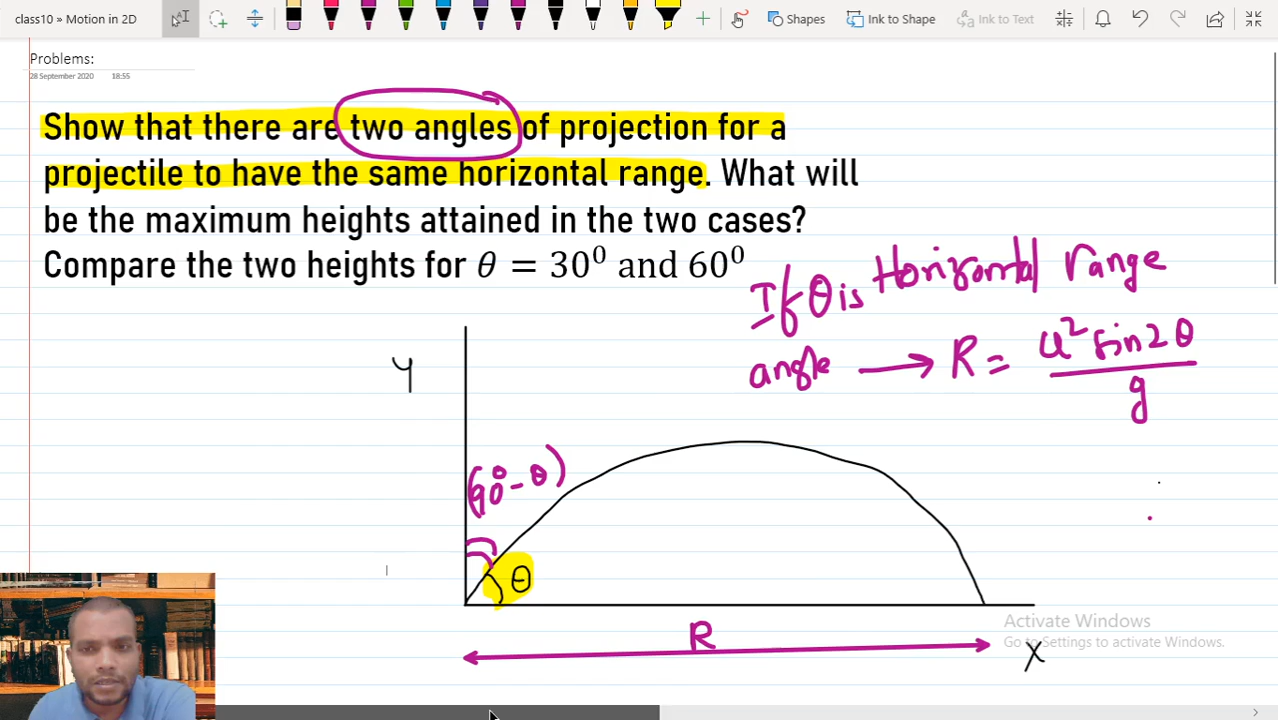 class10 » Motion in 2D
Shapes
Ink to Shape
Ink to Text
Problems:
28 September 2020 18:55
Show that there are two angles of projection for a
projectile to have the same horizontal range. What will
be the maximum heights attained in the two cases?
Compare the two heights for θ = 30⁰ and 60⁰
If θ is Horizontal range
angle → R = u² sin2θ / g
Y
(90° - θ)
θ
R
X
Activate Windows
Go to Settings to activate Windows.